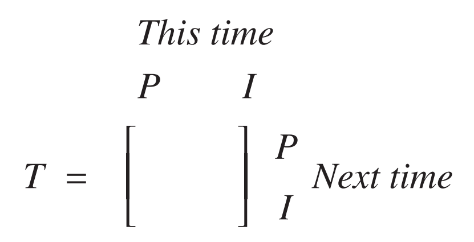 This time
P I
P
T = [ ] Next time
I